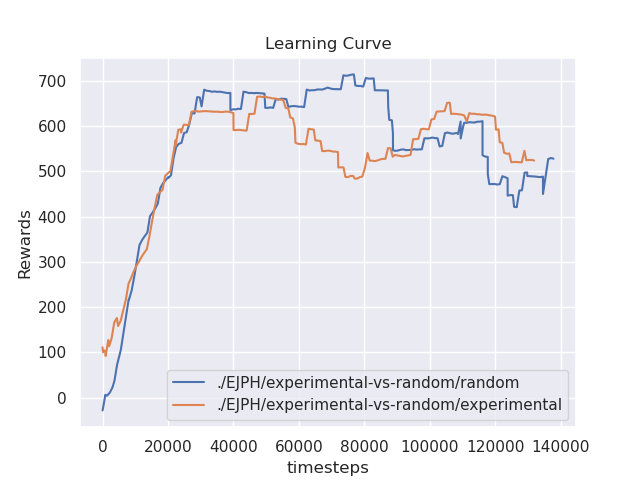 Learning Curve
Rewards
700
600
500
400
300
200
100
0
./EJPH/experimental-vs-random/random
./EJPH/experimental-vs-random/experimental
0 20000 40000 60000 80000 100000 120000 140000
timesteps